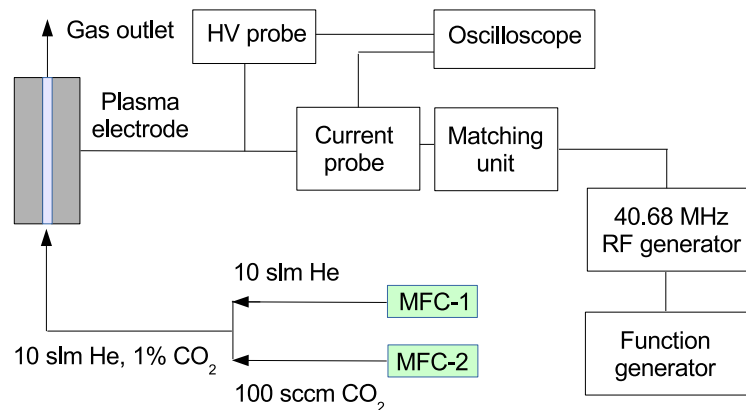 Gas outlet
HV probe
Oscilloscope
Plasma
electrode
Current
probe
Matching
unit
40.68 MHz
RF generator
10 slm He
MFC-1
10 slm He, 1% CO₂
MFC-2
100 sccm CO₂
Function
generator